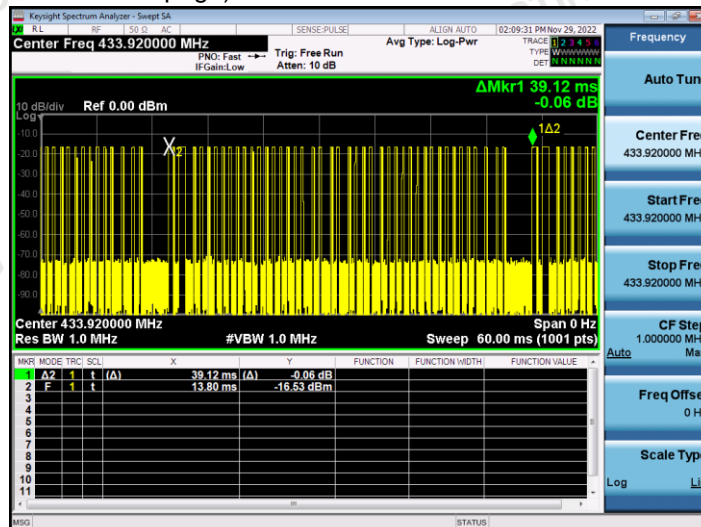 Keysight Spectrum Analyzer - Swept SA
RL RF 50 Ω AC SENSE:PULSE ALIGN AUTO 02:09:31 PM Nov 29, 2022
Center Freq 433.920000 MHz
PNO: Fast
IFGain:Low
Trig: Free Run
Atten: 10 dB
Avg Type: Log-Pwr
TRACE 1 2 3 4 5 6
TYPE WWWWWW
DET N N N N N N
ΔMkr1 39.12 ms
-0.06 dB
10 dB/div Ref 0.00 dBm
Log
1Δ2
-10.0
-20.0
-30.0
-40.0
-50.0
-60.0
-70.0
-80.0
-90.0
X2
Center 433.920000 MHz Span 0 Hz
Res BW 1.0 MHz #VBW 1.0 MHz Sweep 60.00 ms (1001 pts)
MKR MODE TRC SCL X Y FUNCTION FUNCTION WIDTH FUNCTION VALUE
1 Δ2 1 t (Δ) 39.12 ms (Δ) -0.06 dB
2 F 1 t 13.80 ms -16.53 dBm
3
4
5
6
7
8
9
10
11
MSG STATUS
Frequency
Auto Tun
Center Fre
433.920000 MH
Start Fre
433.920000 MH
Stop Fre
433.920000 MH
CF Step
1.000000 MH
Auto Ma
Freq Offse
0 H
Scale Typ
Log Li